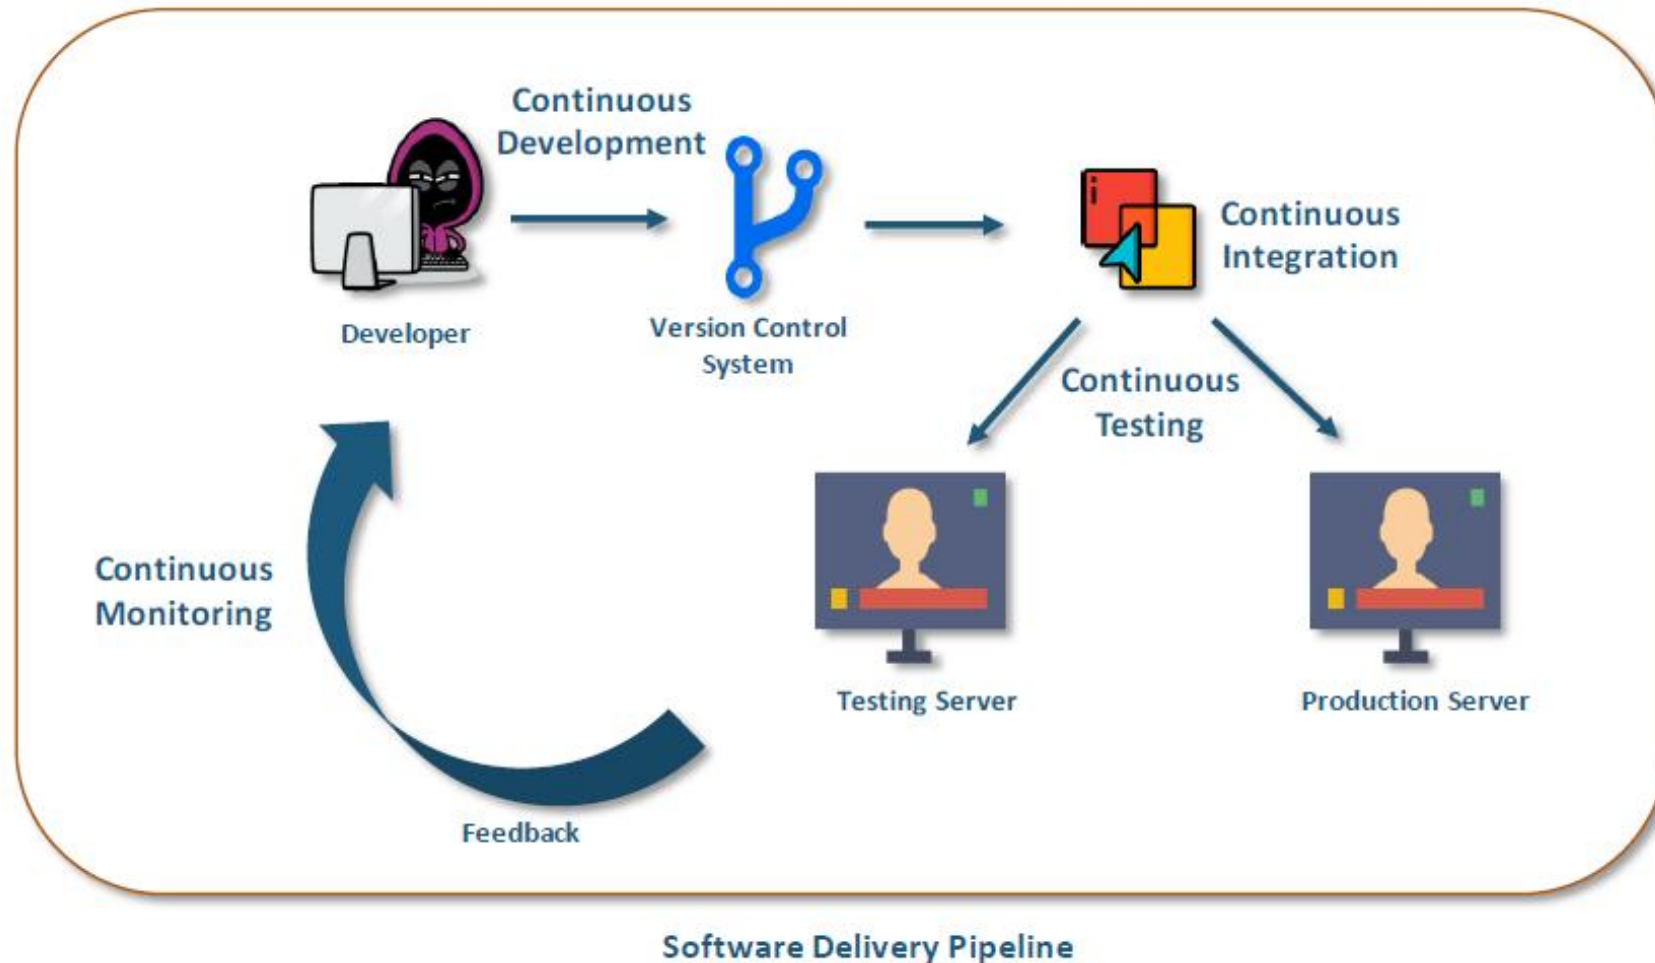 Continuous
Development
Developer
Version Control
System
Continuous
Integration
Continuous
Testing
Continuous
Monitoring
Testing Server
Production Server
Feedback
Software Delivery Pipeline